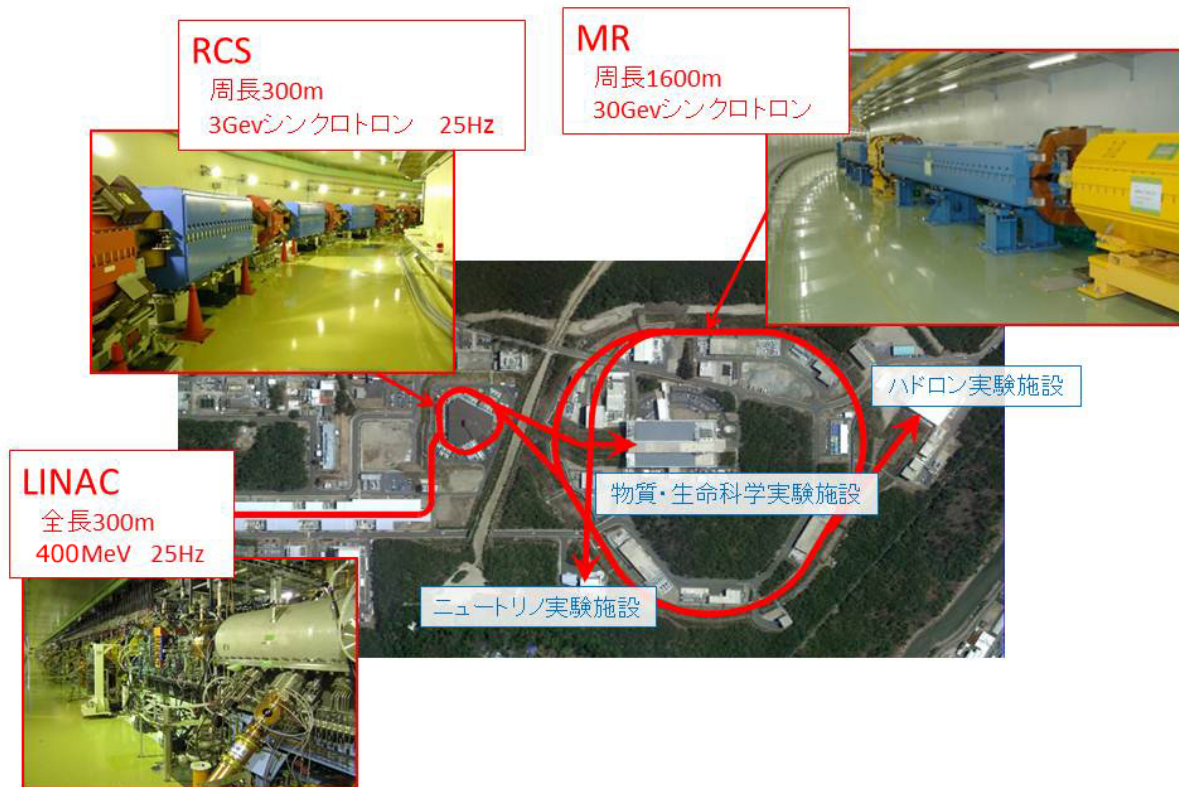 RCS
周長300m
3Gevシンクロトロン 25Hz
MR
周長1600m
30Gevシンクロトロン
ハドロン実験施設
物質・生命科学実験施設
LINAC
全長300m
400MeV 25Hz
ニュートリノ実験施設